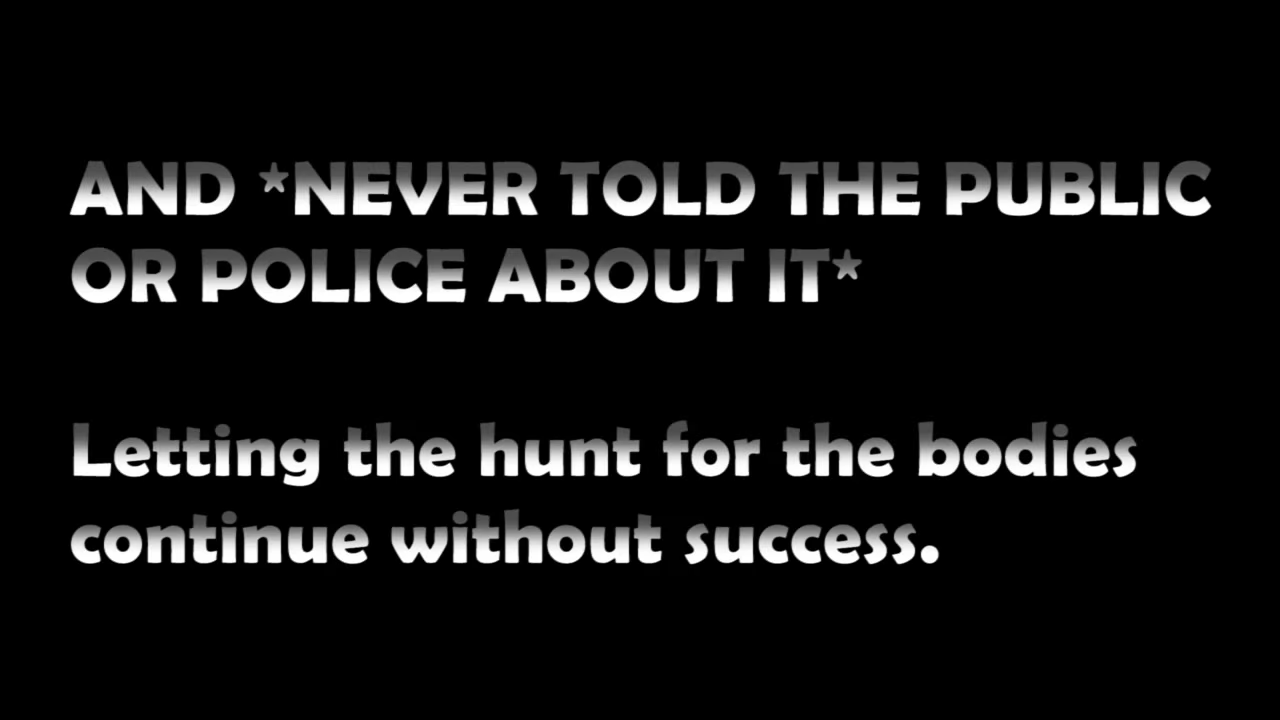 AND *NEVER TOLD THE PUBLIC
OR POLICE ABOUT IT*
Letting the hunt for the bodies
continue without success.